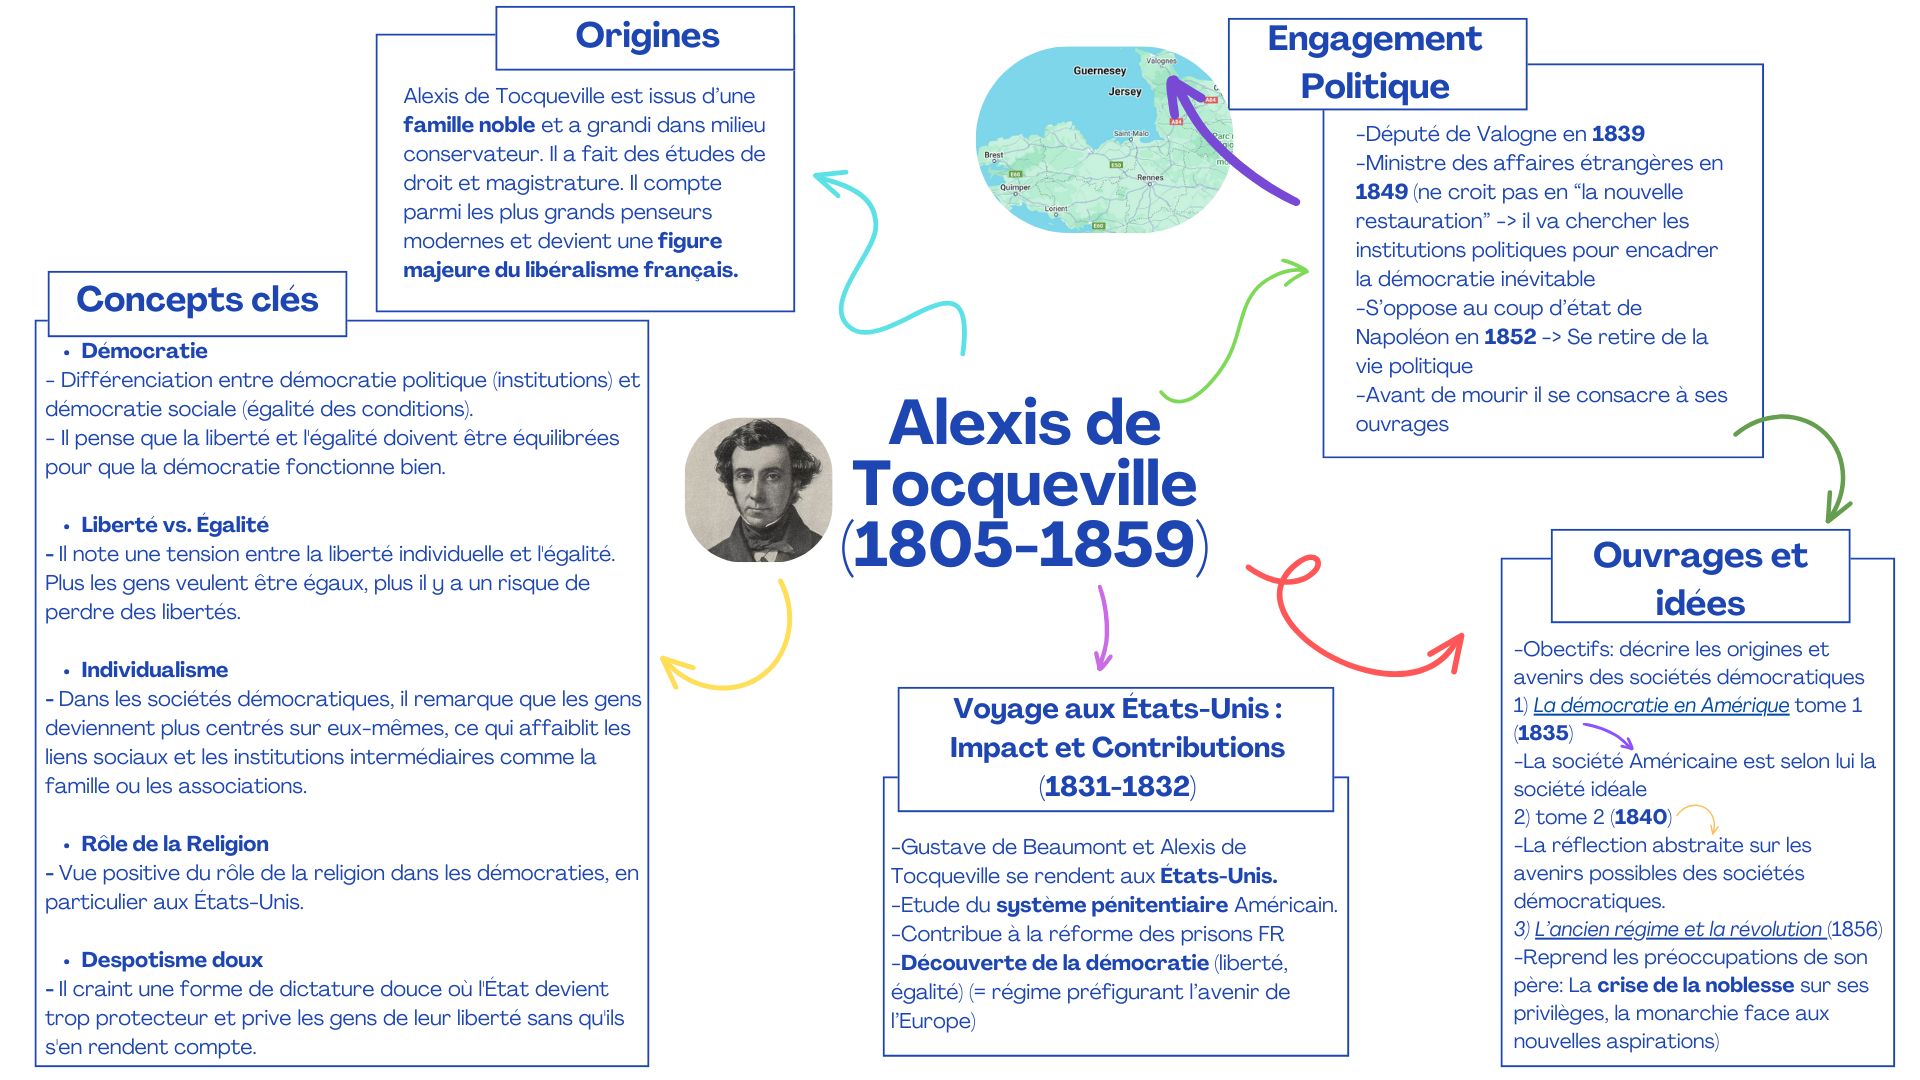 Origines
Alexis de Tocqueville est issus d’une
famille noble et a grandi dans milieu
conservateur. Il a fait des études de
droit et magistrature. Il compte
parmi les plus grands penseurs
modernes et devient une figure
majeure du libéralisme français.
Concepts clés
• Démocratie
- Différenciation entre démocratie politique (institutions) et
démocratie sociale (égalité des conditions).
- Il pense que la liberté et l'égalité doivent être équilibrées
pour que la démocratie fonctionne bien.
• Liberté vs. Égalité
- Il note une tension entre la liberté individuelle et l'égalité.
Plus les gens veulent être égaux, plus il y a un risque de
perdre des libertés.
• Individualisme
- Dans les sociétés démocratiques, il remarque que les gens
deviennent plus centrés sur eux-mêmes, ce qui affaiblit les
liens sociaux et les institutions intermédiaires comme la
famille ou les associations.
• Rôle de la Religion
- Vue positive du rôle de la religion dans les démocraties, en
particulier aux États-Unis.
• Despotisme doux
- Il craint une forme de dictature douce où l'État devient
trop protecteur et prive les gens de leur liberté sans qu'ils
s'en rendent compte.
Alexis de
Tocqueville
(1805-1859)
Valognes
Guernesey
Jersey
A84
A84
Saint-Malo
Parc
Brest
E50
E60
Rennes
Quimper
Lorient
E60
Engagement
Politique
-Député de Valogne en 1839
-Ministre des affaires étrangères en
1849 (ne croit pas en “la nouvelle
restauration” -> il va chercher les
institutions politiques pour encadrer
la démocratie inévitable
-S’oppose au coup d’état de
Napoléon en 1852 -> Se retire de la
vie politique
-Avant de mourir il se consacre à ses
ouvrages
Voyage aux États-Unis :
Impact et Contributions
(1831-1832)
-Gustave de Beaumont et Alexis de
Tocqueville se rendent aux États-Unis.
-Etude du système pénitentiaire Américain.
-Contribue à la réforme des prisons FR
-Découverte de la démocratie (liberté,
égalité) (= régime préfigurant l’avenir de
l’Europe)
Ouvrages et
idées
-Obectifs: décrire les origines et
avenirs des sociétés démocratiques
1) La démocratie en Amérique tome 1
(1835)
-La société Américaine est selon lui la
société idéale
2) tome 2 (1840)
-La réflection abstraite sur les
avenirs possibles des sociétés
démocratiques.
3) L’ancien régime et la révolution (1856)
-Reprend les préoccupations de son
père: La crise de la noblesse sur ses
privilèges, la monarchie face aux
nouvelles aspirations)